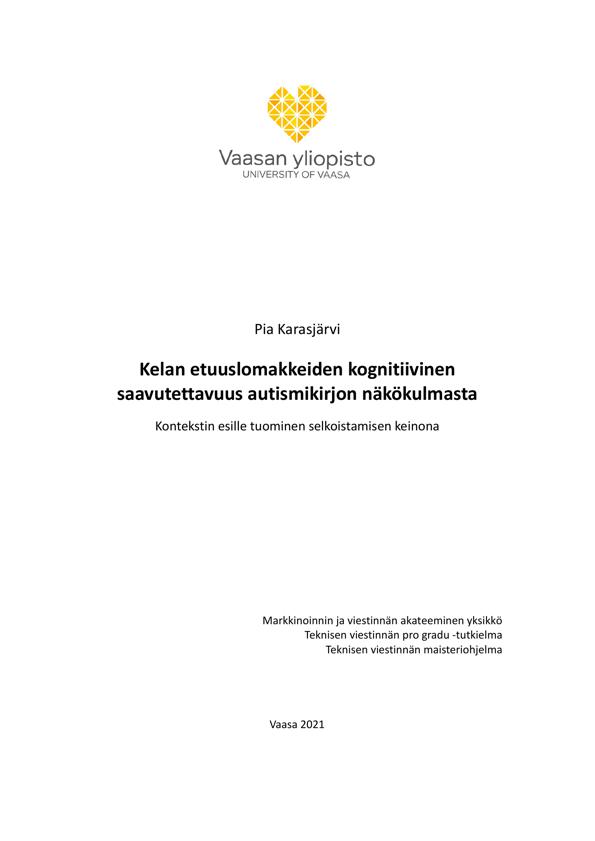 Vaasan yliopisto
UNIVERSITY OF VAASA
Pia Karasjärvi
Kelan etuuslomakkeiden kognitiivinen
saavutettavuus autismikirjon näkökulmasta
Kontekstin esille tuominen selkoistamisen keinona
Markkinoinnin ja viestinnän akateeminen yksikkö
Teknisen viestinnän pro gradu -tutkielma
Teknisen viestinnän maisteriohjelma
Vaasa 2021